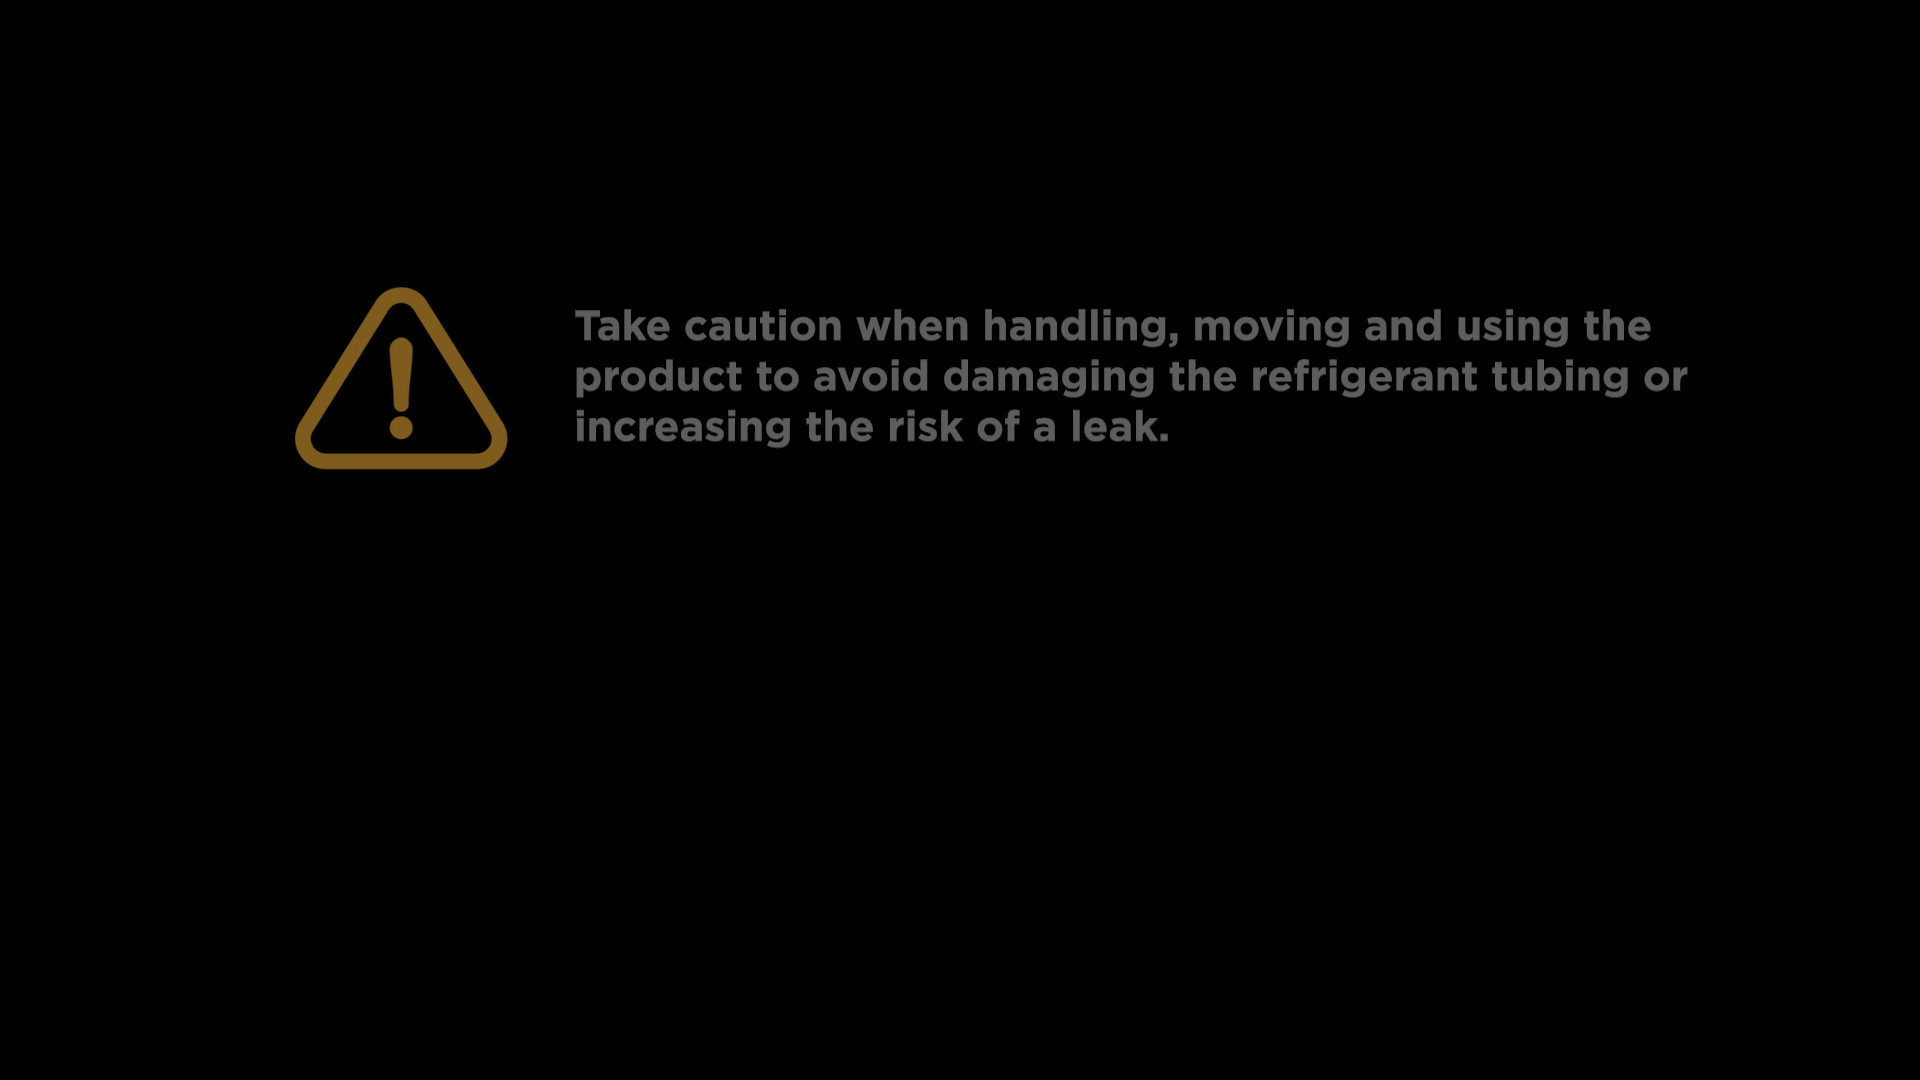 Take caution when handling, moving and using the
product to avoid damaging the refrigerant tubing or
increasing the risk of a leak.